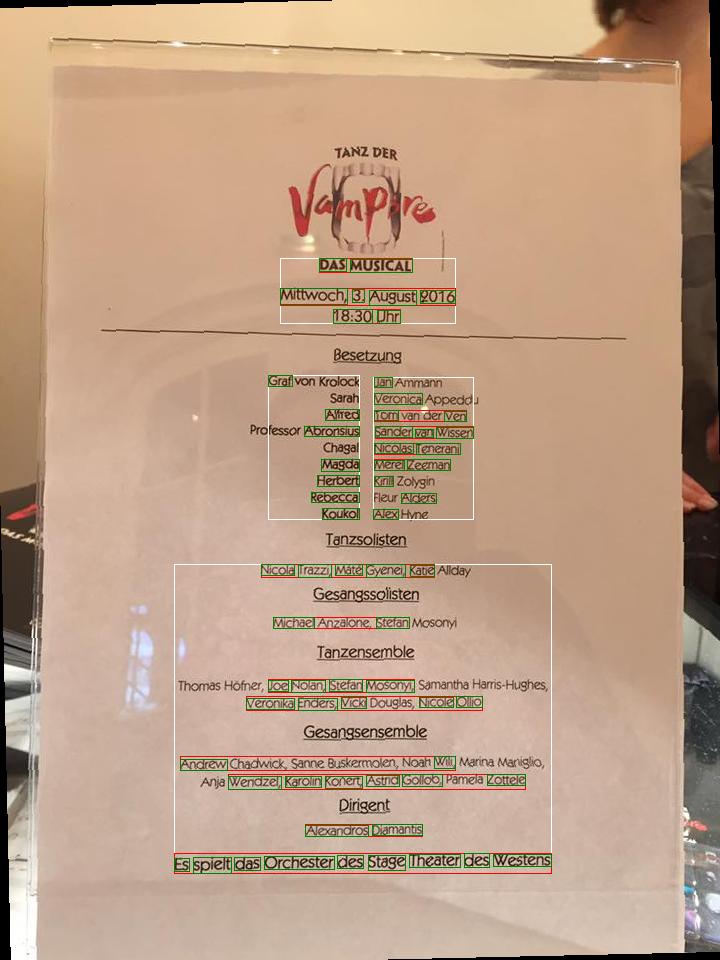 TANZ DER
Vampire
DAS MUSICAL
Mittwoch, 3. August 2016
18:30 Uhr
Besetzung
Graf von Krolock Jan Ammann
Sarah Veronica Appeddu
Alfred Tom van der Ven
Professor Abronsius Sander van Wissen
Chagal Nicolas Tenerani
Magda Merel Zeeman
Herbert Kirill Zolygin
Rebecca Fleur Alders
Koukol Alex Hyne
Tanzsolisten
Nicola Trazzi, Máté Gyenei, Katie Allday
Gesangssolisten
Michael Anzalone, Stefan Mosonyi
Tanzensemble
Thomas Höfner, Joe Nolan, Stefan Mosonyi, Samantha Harris-Hughes,
Veronika Enders, Vicki Douglas, Nicole Ollio
Gesangsensemble
Andrew Chadwick, Sanne Buskermolen, Noah Wili, Marina Maniglio,
Anja Wendzel, Karolin Konert, Astrid Gollob, Pamela Zottele
Dirigent
Alexandros Diamantis
Es spielt das Orchester des Stage Theater des Westens